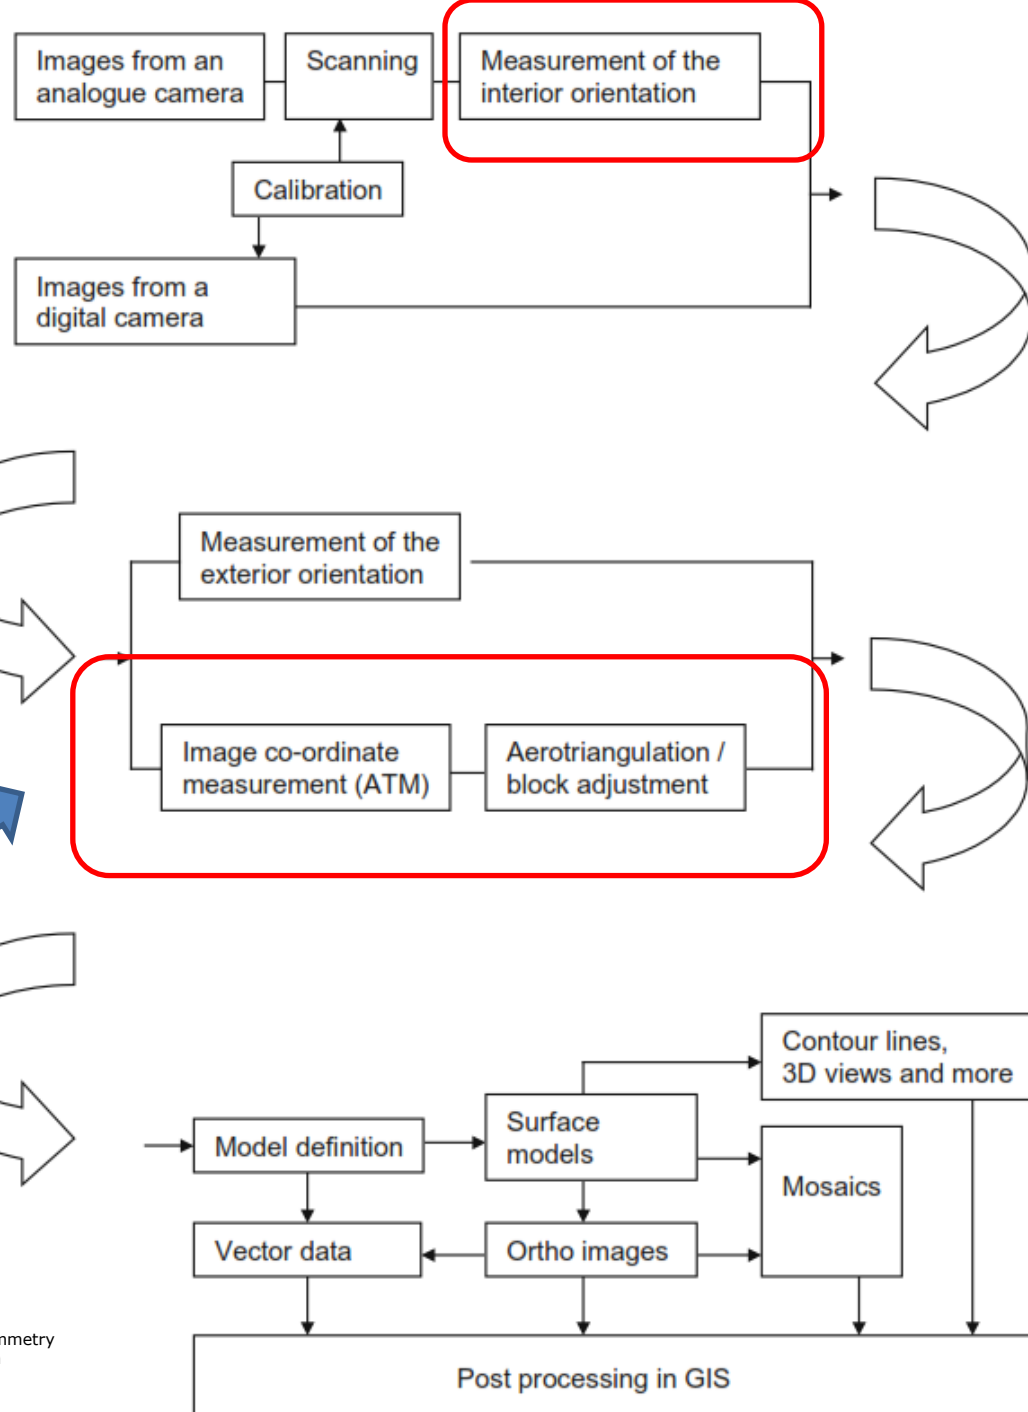 Images from an
analogue camera
Scanning
Measurement of the
interior orientation
Calibration
Images from a
digital camera
Measurement of the
exterior orientation
Image co-ordinate
measurement (ATM)
Aerotriangulation /
block adjustment
Contour lines,
3D views and more
Surface
models
Model definition
Mosaics
Vector data
Ortho images
mmetry
Post processing in GIS